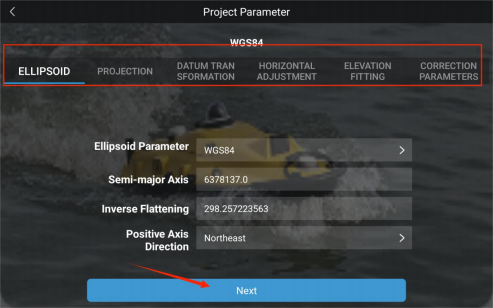 Project Parameter
WGS84
ELLIPSOID
PROJECTION
DATUM TRAN
SFORMATION
HORIZONTAL
ADJUSTMENT
ELEVATION
FITTING
CORRECTION
PARAMETERS
Ellipsoid Parameter
WGS84
Semi-major Axis
6378137.0
Inverse Flattening
298.257223563
Positive Axis
Direction
Northeast
Next